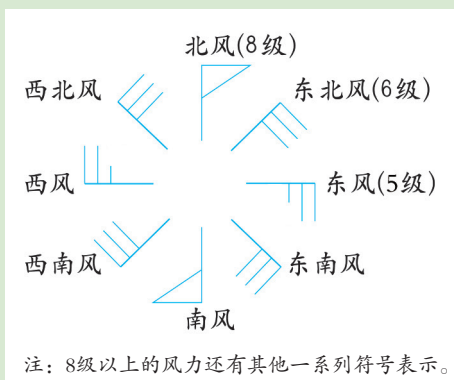 北风(8级)
西北风
东北风(6级)
西风
东风(5级)
西南风
东南风
南风
注：8级以上的风力还有其他一系列符号表示。